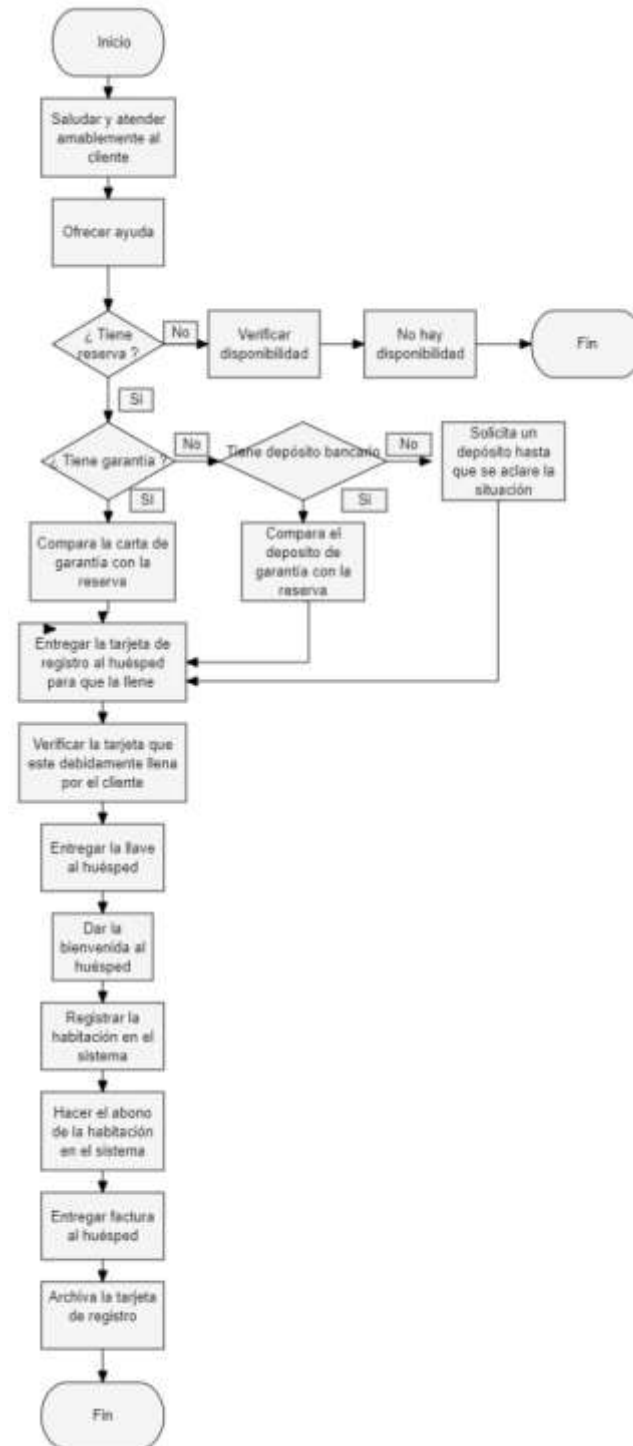 Inicio
Saludar y atender
amablemente al
cliente
Ofrecer ayuda
¿ Tiene
reserva ?
No
Verificar
disponibilidad
No hay
disponibilidad
Fin
Si
¿ Tiene garantía ?
No
Tiene depósito bancario
No
Solicita un
depósito hasta
que se aclare la
situación
Si
Si
Compara la carta de
garantía con la
reserva
Compara el
deposito de
garantía con la
reserva
Entregar la tarjeta de
registro al huésped
para que la llene
Verificar la tarjeta que
este debidamente llena
por el cliente
Entregar la llave
al huésped
Dar la
bienvenida al
huésped
Registrar la
habitación en el
sistema
Hacer el abono
de la habitación
en el sistema
Entregar factura
al huésped
Archiva la tarjeta
de registro
Fin